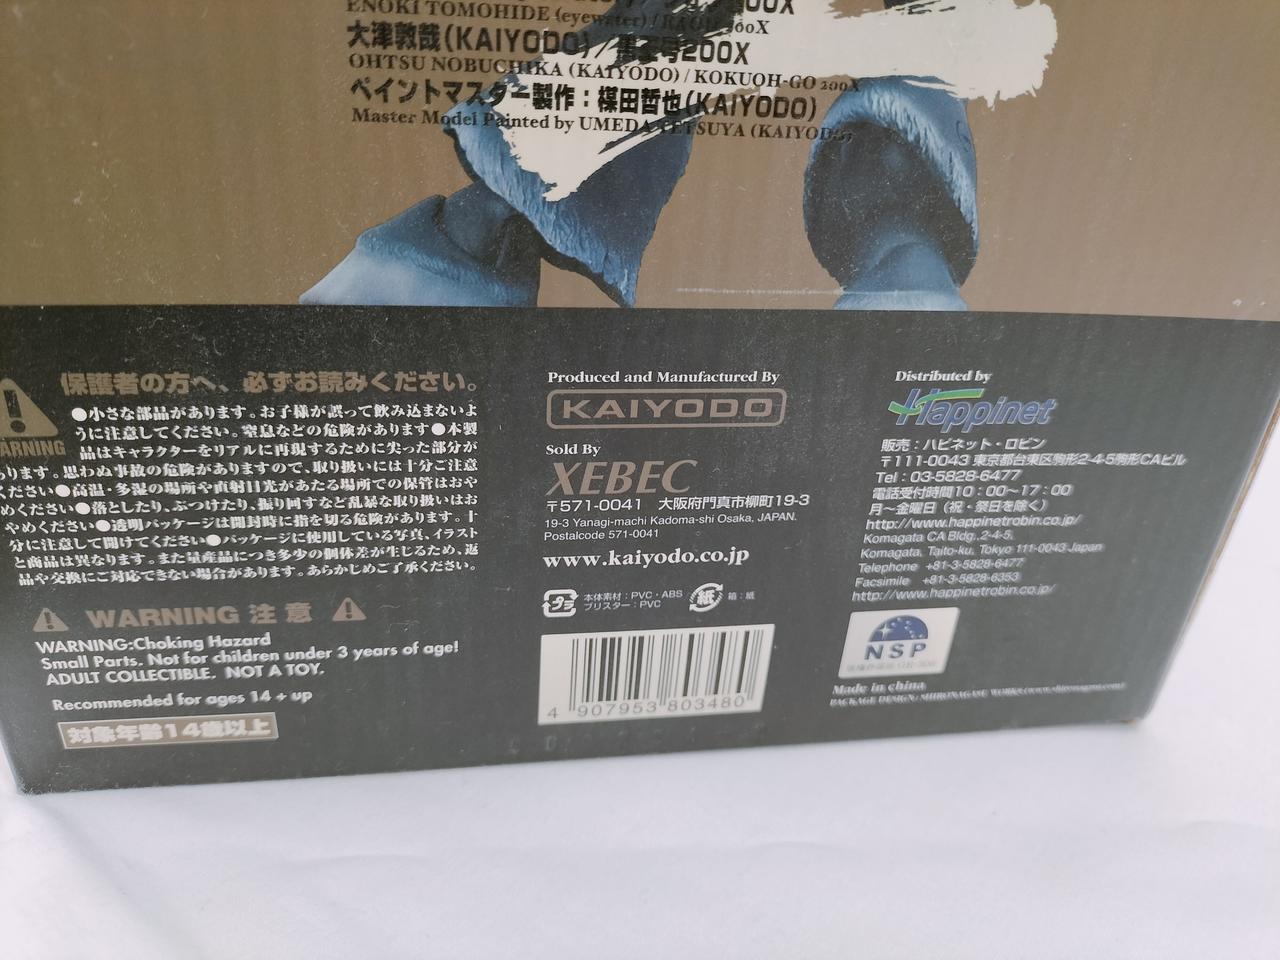 00X
ENOKI TOMOHIDE (eyewater) / RAOH 200X
大津敦哉(KAIYODO)/黒王号200X
OHTSU NOBUCHIKA (KAIYODO) / KOKUOH-GO 200X
ペイントマスター製作：楳田哲也(KAIYODO)
Master Model Painted by UMEDA TETSUYA (KAIYODO)
WARNING
保護者の方へ、必ずお読みください。
●小さな部品があります。お子様が誤って飲み込まないよ
うに注意してください。窒息などの危険があります●本製
品はキャラクターをリアルに再現するために尖った部分が
あります。思わぬ事故の危険がありますので、取り扱いには十分ご注意
ください●高温・多湿の場所や直射日光があたる場所での保管はおや
めください●落としたり、ぶつけたり、振り回すなど乱暴な取り扱いはお
やめください●透明パッケージは開封時に指を切る危険があります。十
分に注意して開けてください●パッケージに使用している写真、イラスト
と商品は異なります。また量産品につき多少の個体差が生じるため、返
品や交換にご対応できない場合があります。あらかじめご了承ください。
WARNING 注意
WARNING:Choking Hazard
Small Parts. Not for children under 3 years of age!
ADULT COLLECTIBLE. NOT A TOY.
Recommended for ages 14 + up
対象年齢14歳以上
Produced and Manufactured By
KAIYODO
Sold By
XEBEC
〒571-0041 大阪府門真市柳町19-3
19-3 Yanagi-machi Kadoma-shi Osaka, JAPAN.
Postalcode 571-0041
www.kaiyodo.co.jp
プラ
本体素材：PVC・ABS
ブリスター：PVC
紙
箱：紙
4 907953 803480
Distributed by
Happinet
販売：ハピネット・ロビン
〒111-0043 東京都台東区駒形2-4-5駒形CAビル
Tel：03-5828-6477
電話受付時間10：00〜17：00
月〜金曜日（祝・祭日を除く）
http://www.happinetrobin.co.jp/
Komagata CA Bldg.,2-4-5,
Komagata, Taito-ku, Tokyo 111-0043 Japan
Telephone +81-3-5828-6477
Facsimile +81-3-5828-6353
http://www.happinetrobin.co.jp/
NSP
Made in china
PACKAGE DESIGN: SHIRONAGASU WORKS